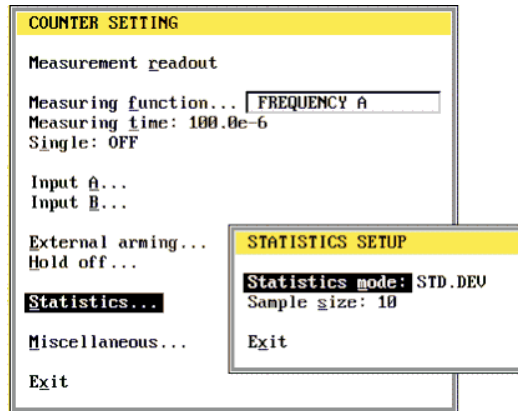 COUNTER SETTING
Measurement readout
Measuring function... FREQUENCY A
Measuring time: 100.0e-6
Single: OFF
Input A...
Input B...
External arming...
Hold off...
Statistics...
Miscellaneous...
Exit
STATISTICS SETUP
Statistics mode: STD.DEV
Sample size: 10
Exit